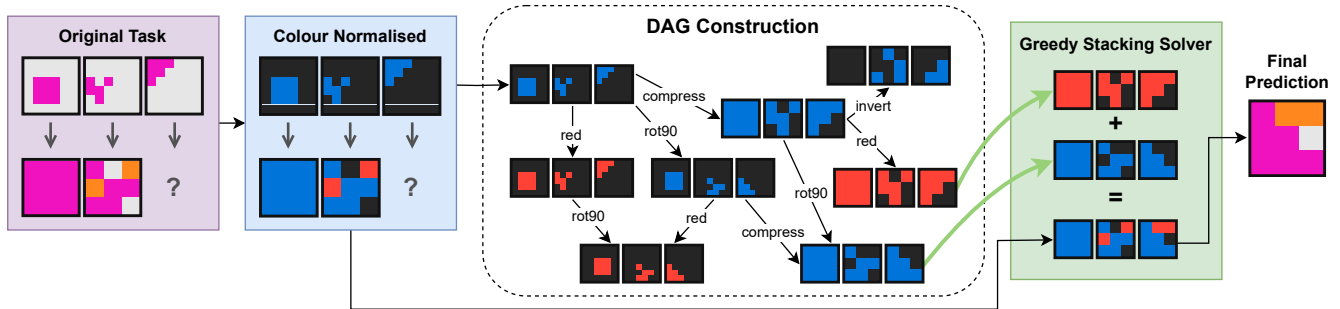 Original Task
?
Colour Normalised
?
DAG Construction
compress
invert
red
rot90
red
rot90
rot90
red
compress
Greedy Stacking Solver
+
=
Final
Prediction